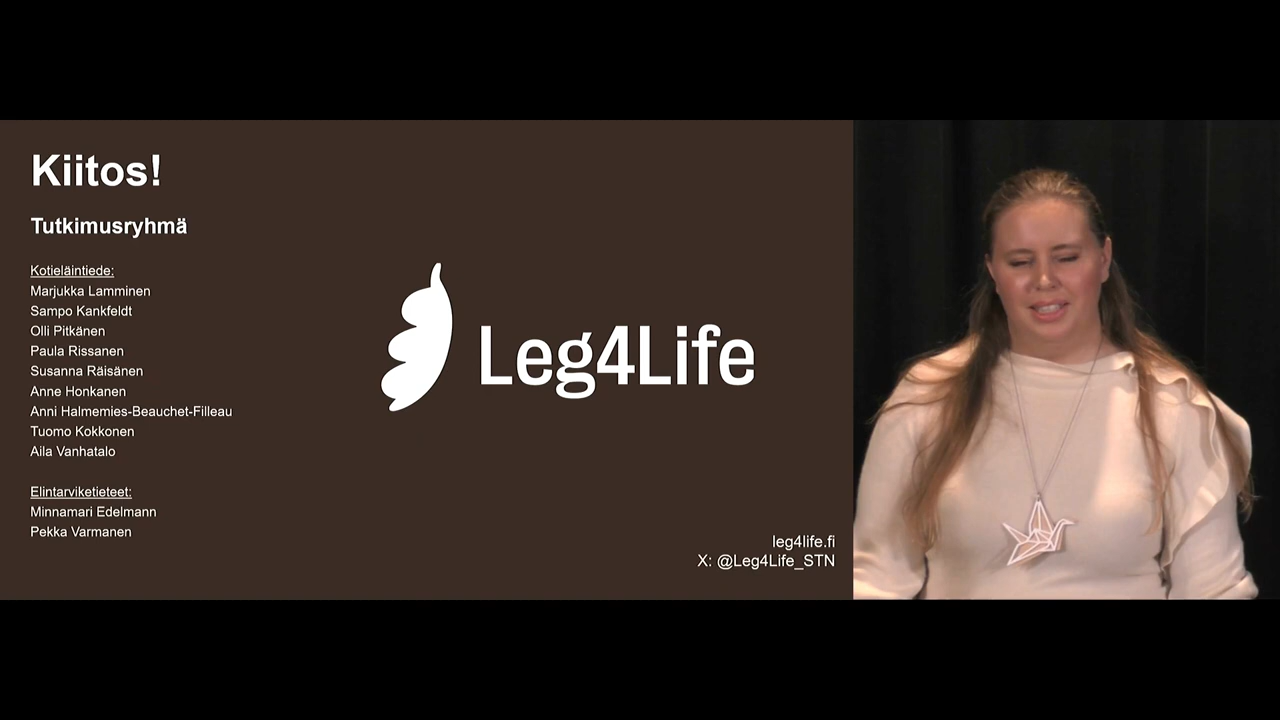 Kiitos!
Tutkimusryhmä
Kotieläintiede:
Marjukka Lamminen
Sampo Kankfeldt
Olli Pitkänen
Paula Rissanen
Susanna Räisänen
Anne Honkanen
Anni Halmemies-Beauchet-Filleau
Tuomo Kokkonen
Aila Vanhatalo
Elintarviketieteet:
Minnamari Edelmann
Pekka Varmanen
Leg4Life
leg4life.fi
X: @Leg4Life_STN